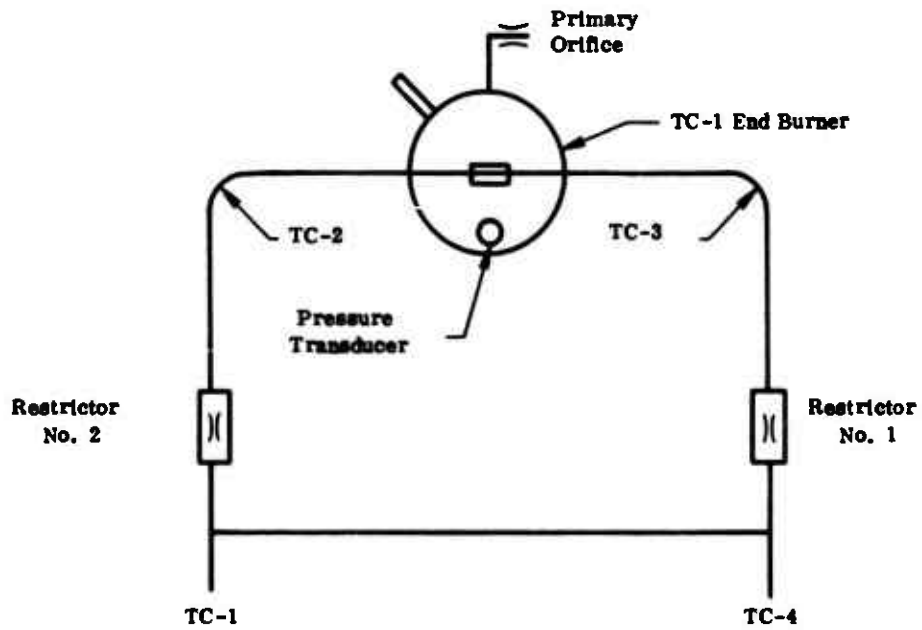 Primary
Orifice
TC-1 End Burner
TC-2
TC-3
Pressure
Transducer
Restrictor
No. 2
Restrictor
No. 1
TC-1
TC-4